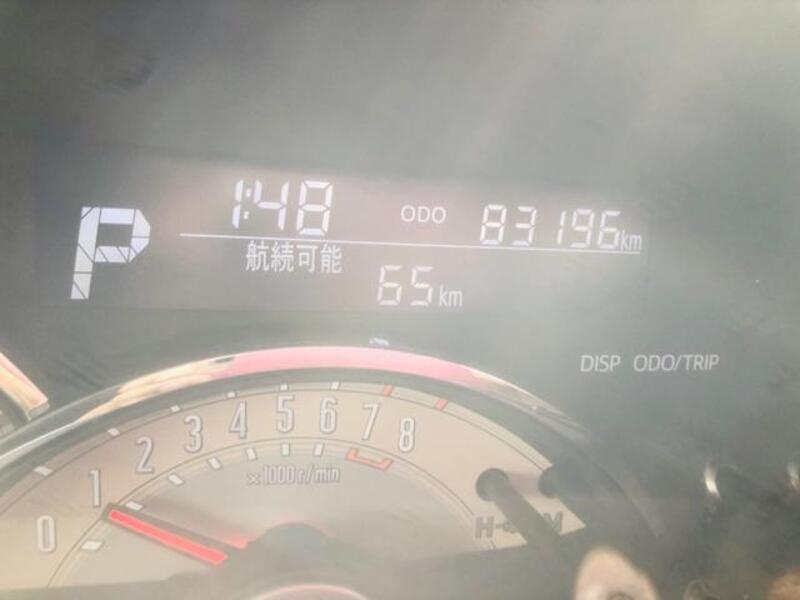 P
1:48 ODO 83196km
航続可能
65km
DISP ODO/TRIP
0 1 2 3 4 5 6 7 8
×1000r/min